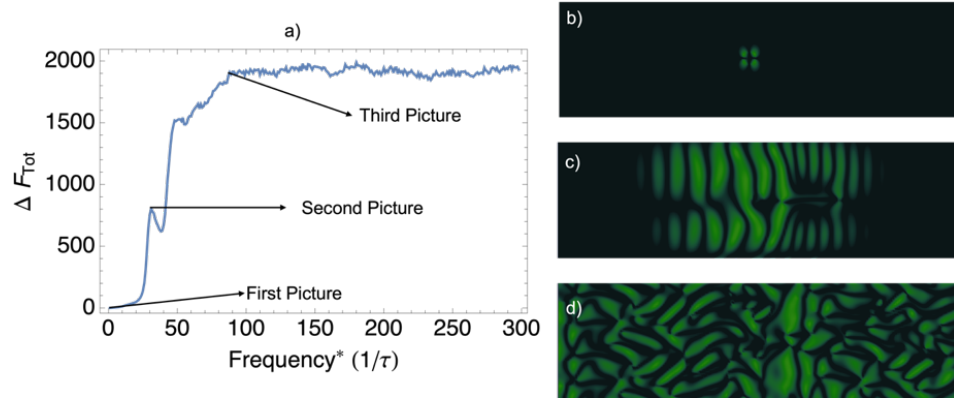 a)
2000
1500
1000
500
0
Δ F_Tot
0 50 100 150 200 250 300
Frequency* (1/τ)
Third Picture
Second Picture
First Picture
b)
c)
d)